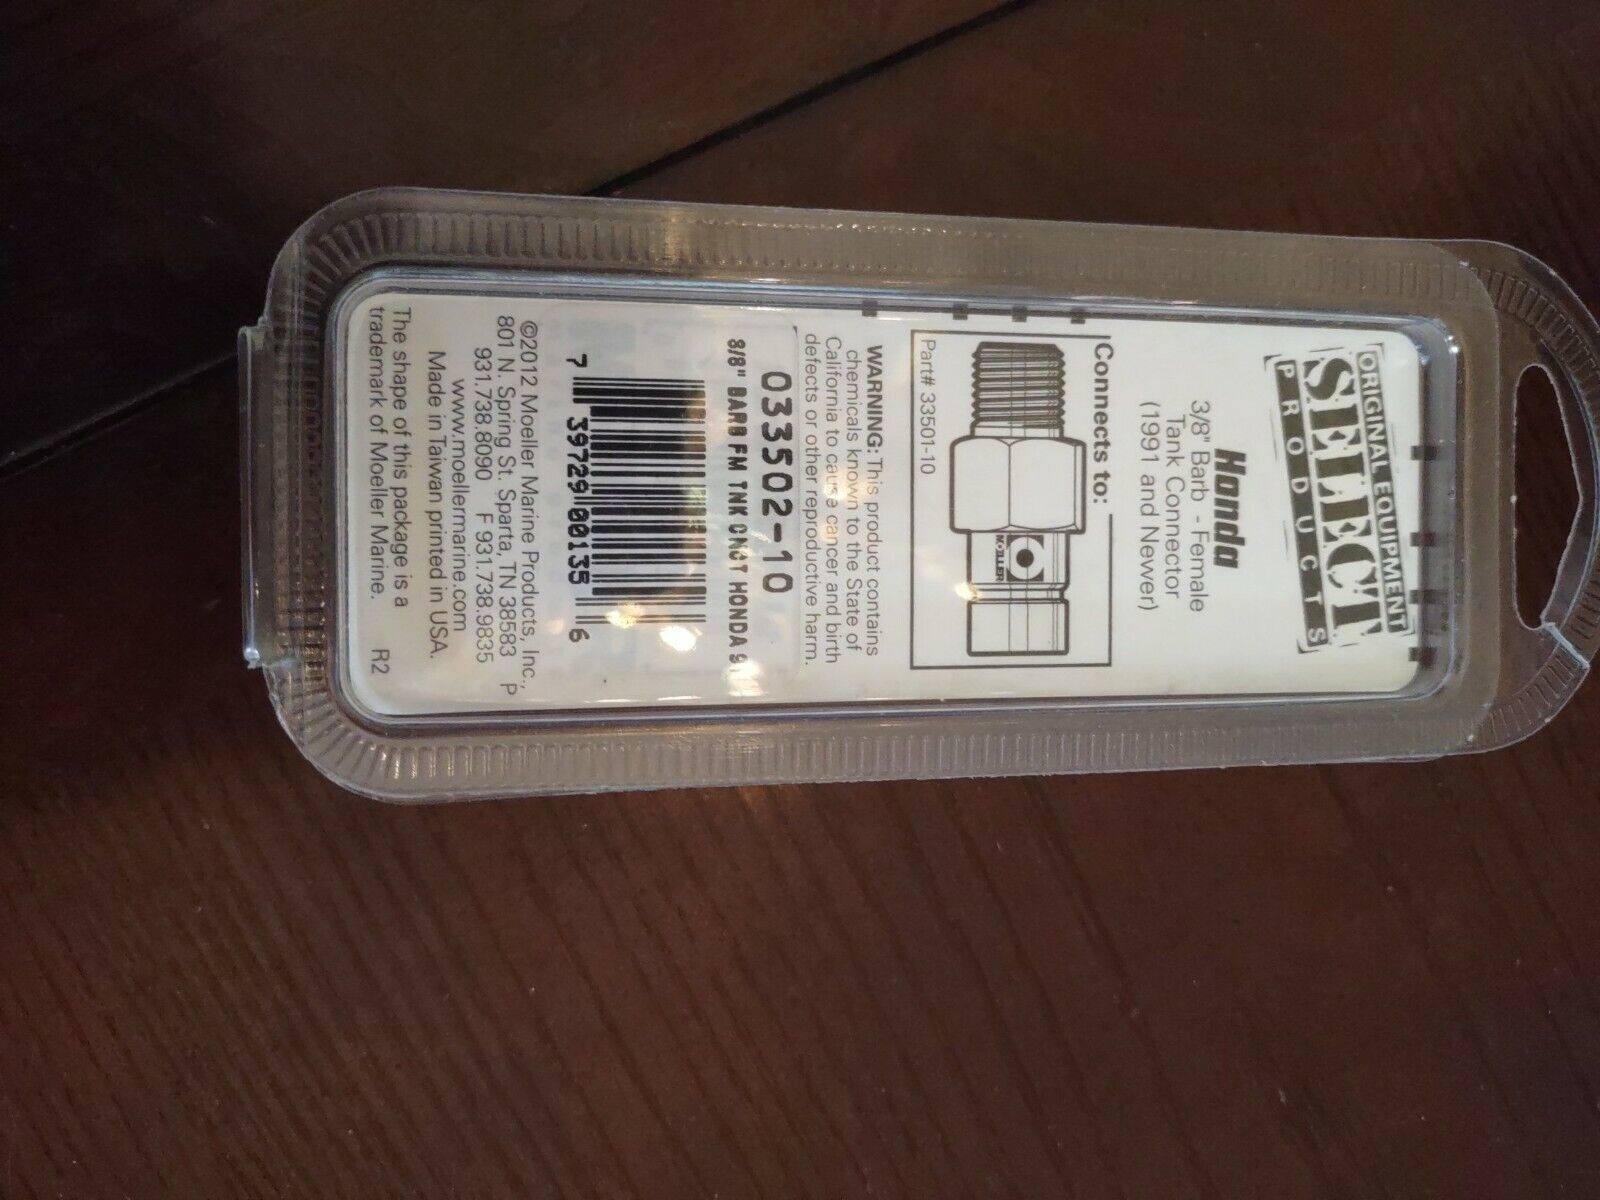 ORIGINAL EQUIPMENT
SELECT
PRODUCTS
Honda
3/8" Barb - Female
Tank Connector
(1991 and Newer)
Connects to:
MOELLER
Part# 33501-10
WARNING: This product contains
chemicals known to the State of
California to cause cancer and birth
defects or other reproductive harm.
033502-10
3/8" BARB FM TNK CNCT HONDA
7 39729 00135 6
©2012 Moeller Marine Products, Inc.,
801 N. Spring St. Sparta, TN 38583 P
931.738.8090 F 931.738.9835
www.moellermarine.com
Made in Taiwan printed in USA.
The shape of this package is a
trademark of Moeller Marine. R2